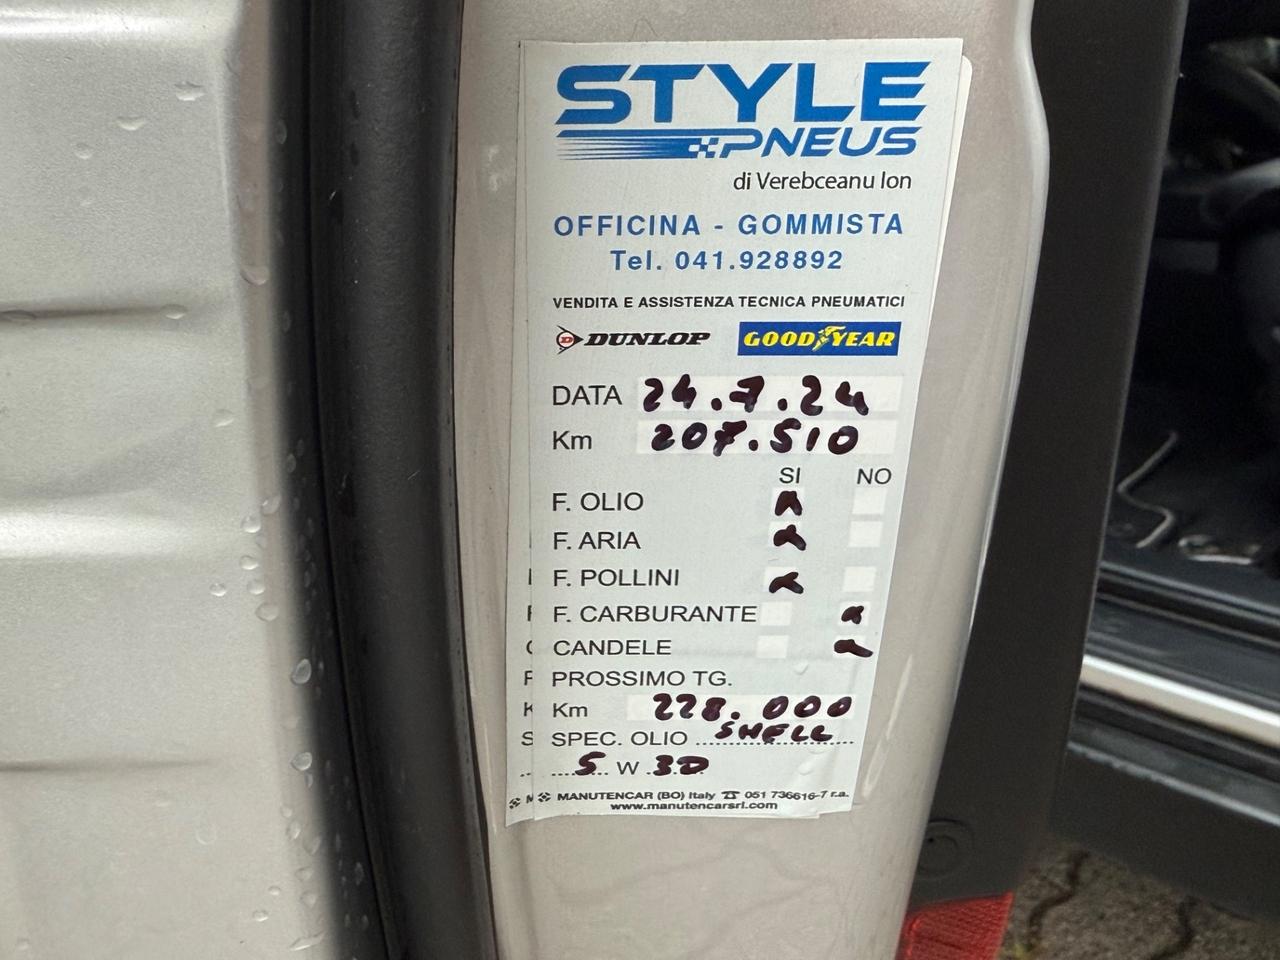 STYLE
PNEUS
di Verebceanu Ion
OFFICINA - GOMMISTA
Tel. 041.928892
VENDITA E ASSISTENZA TECNICA PNEUMATICI
DUNLOP GOODYEAR
DATA 24.7.24
Km 207.510
SI NO
F. OLIO
F. ARIA
F. POLLINI
F. CARBURANTE
CANDELE
PROSSIMO TG.
Km 228.000
SPEC. OLIO SHELL
5 W 30
MANUTENCAR (BO) Italy ☎ 051 736616-7 r.a.
www.manutencarsrl.com